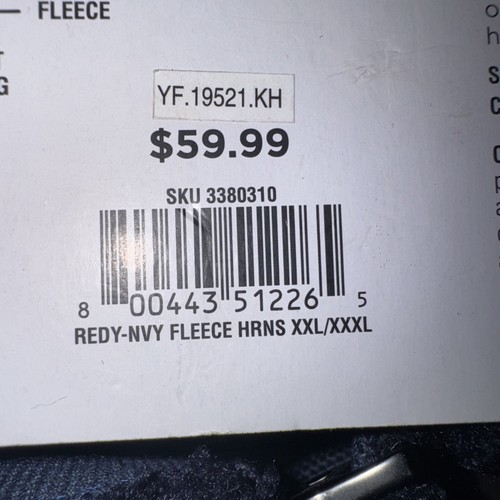 FLEECE
YF.19521.KH
$59.99
SKU 3380310
8 00443 51226 5
REDY-NVY FLEECE HRNS XXL/XXXL